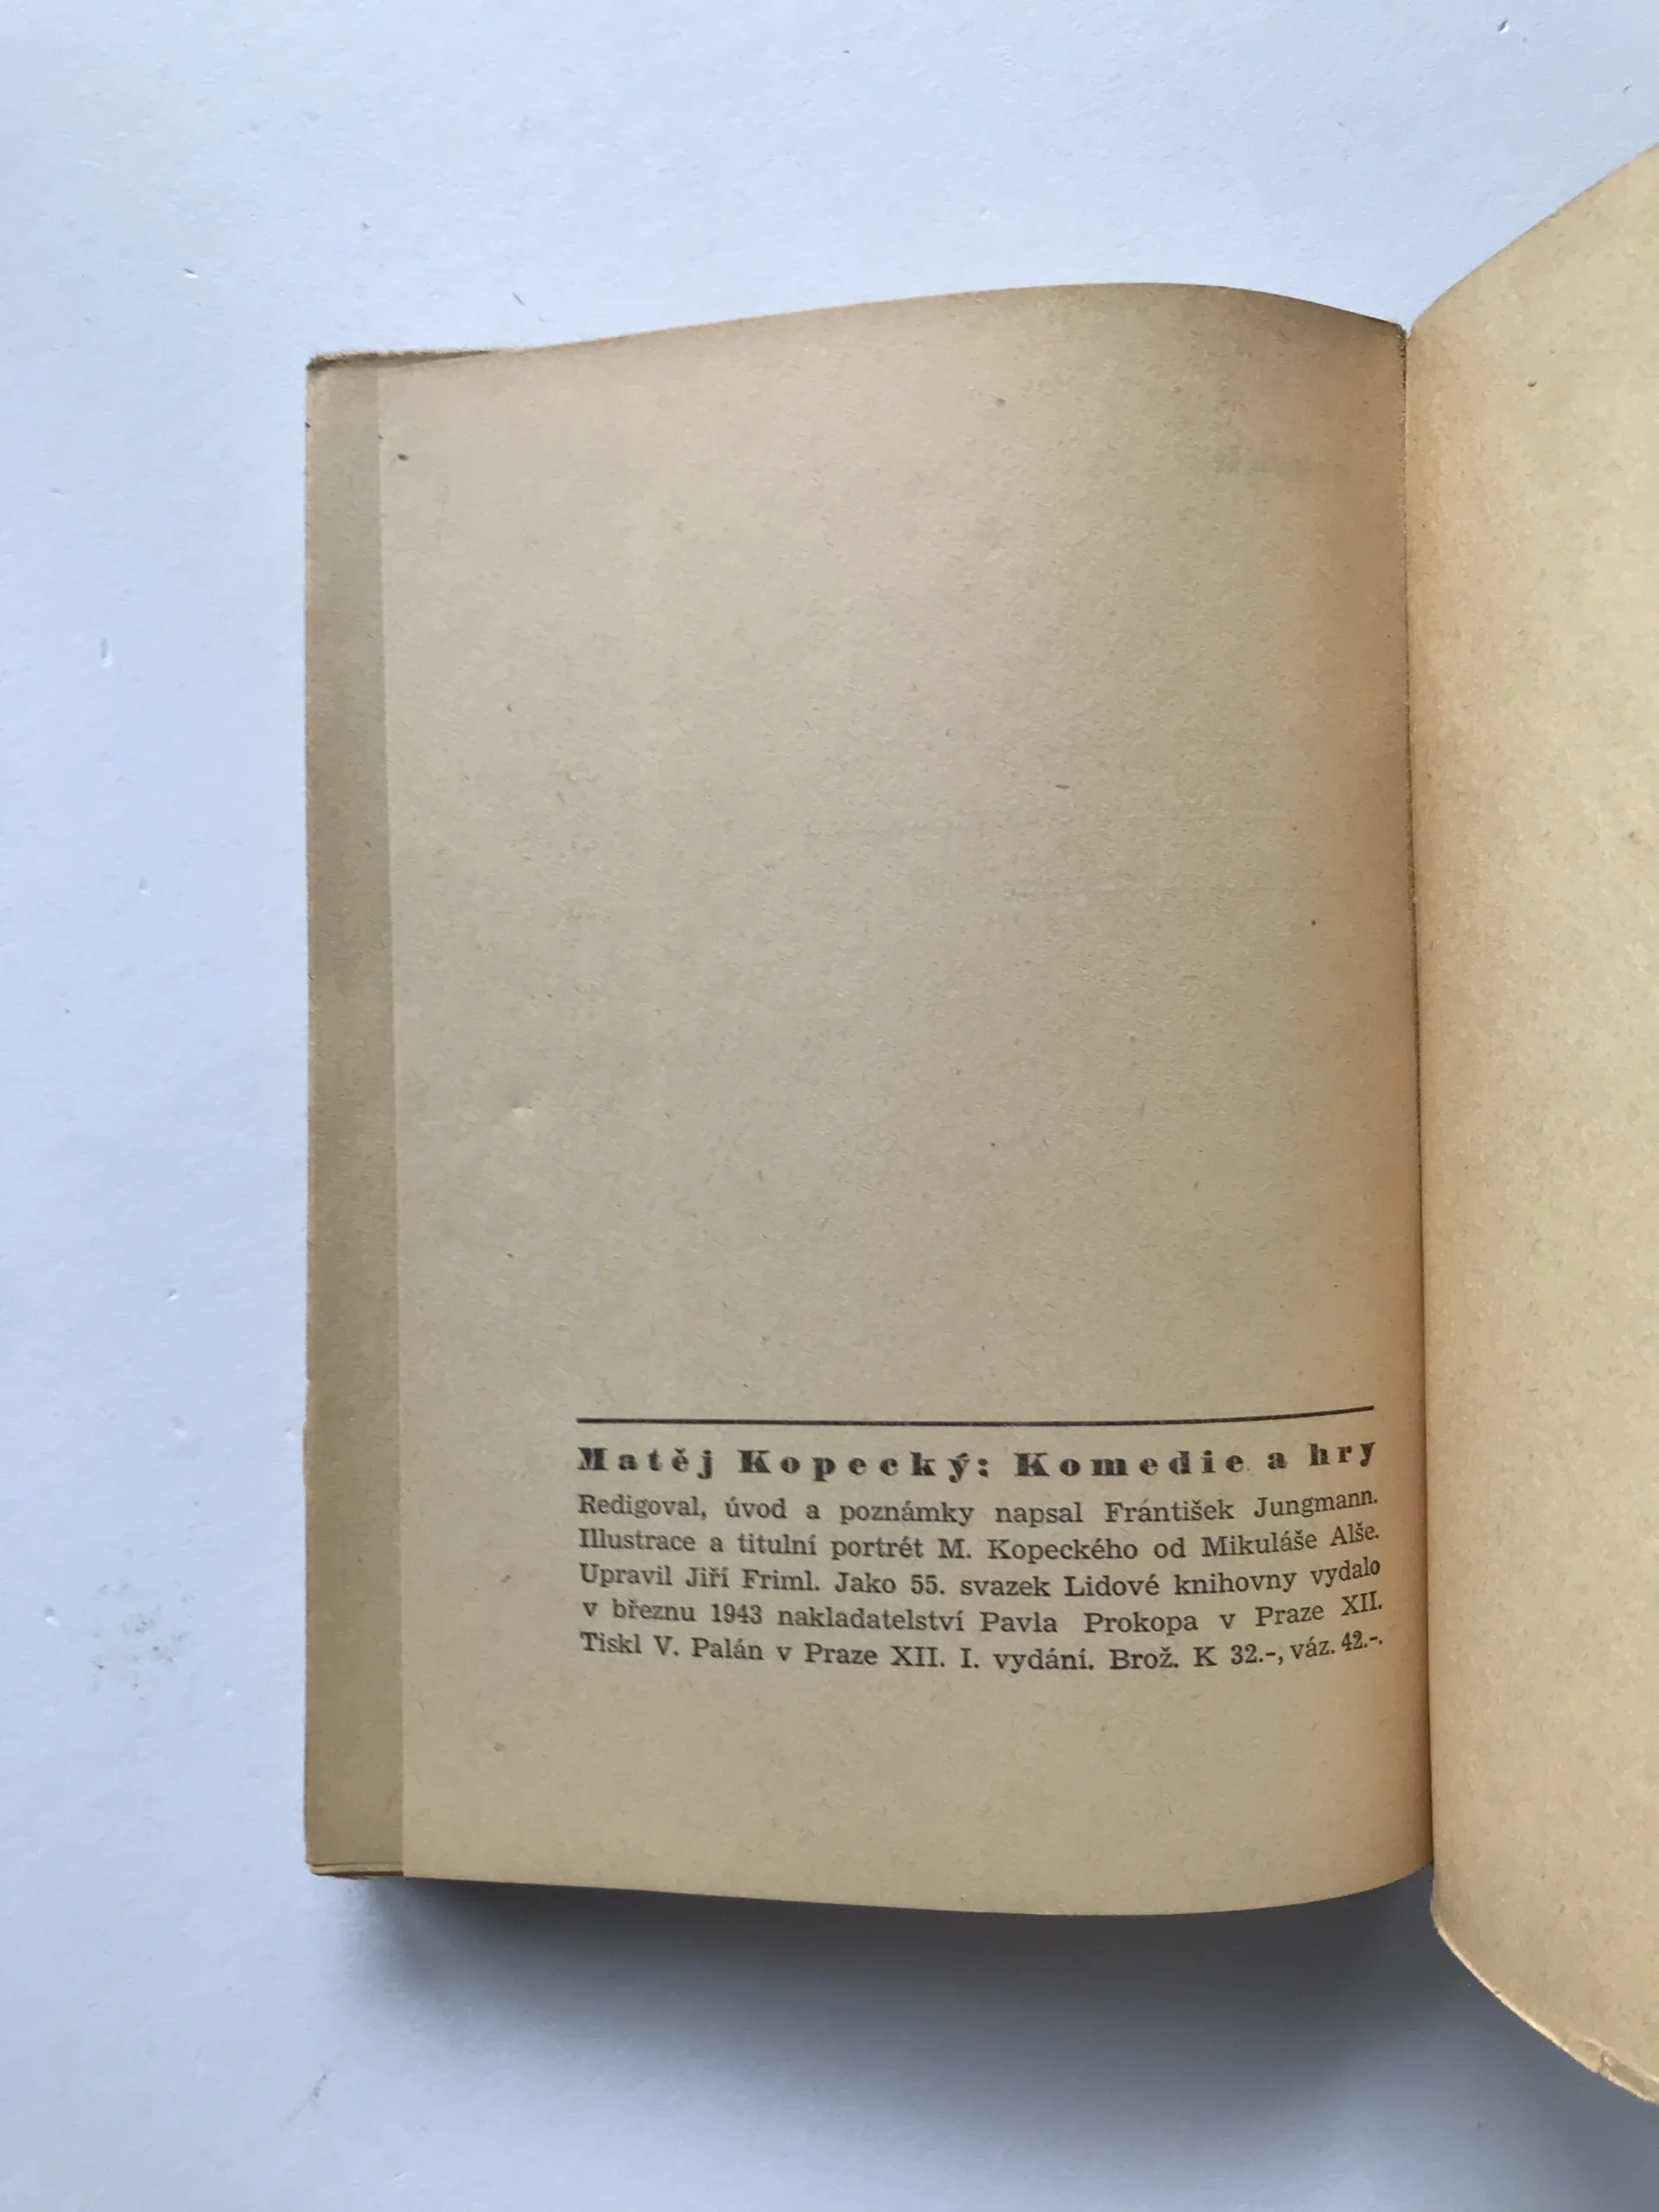 Matěj Kopecký: Komedie a hry
Redigoval, úvod a poznámky napsal Frántišek Jungmann.
Illustrace a titulní portrét M. Kopeckého od Mikuláše Alše.
Upravil Jiří Friml. Jako 55. svazek Lidové knihovny vydalo
v březnu 1943 nakladatelství Pavla Prokopa v Praze XII.
Tiskl V. Palán v Praze XII. I. vydání. Brož. K 32.-, váz. 42.-.